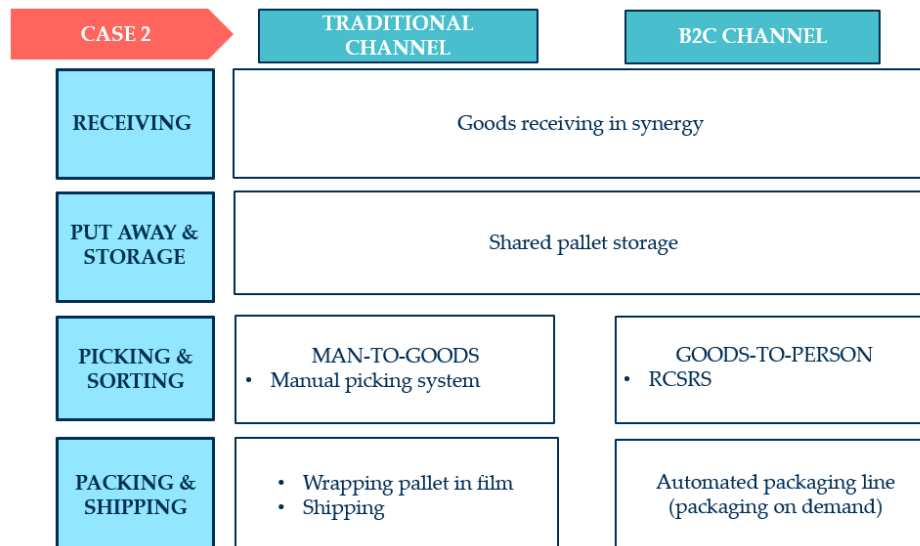 CASE 2
TRADITIONAL
CHANNEL
B2C CHANNEL
RECEIVING
Goods receiving in synergy
PUT AWAY &
STORAGE
Shared pallet storage
PICKING &
SORTING
MAN-TO-GOODS
• Manual picking system
GOODS-TO-PERSON
• RCSRS
PACKING &
SHIPPING
• Wrapping pallet in film
• Shipping
Automated packaging line
(packaging on demand)